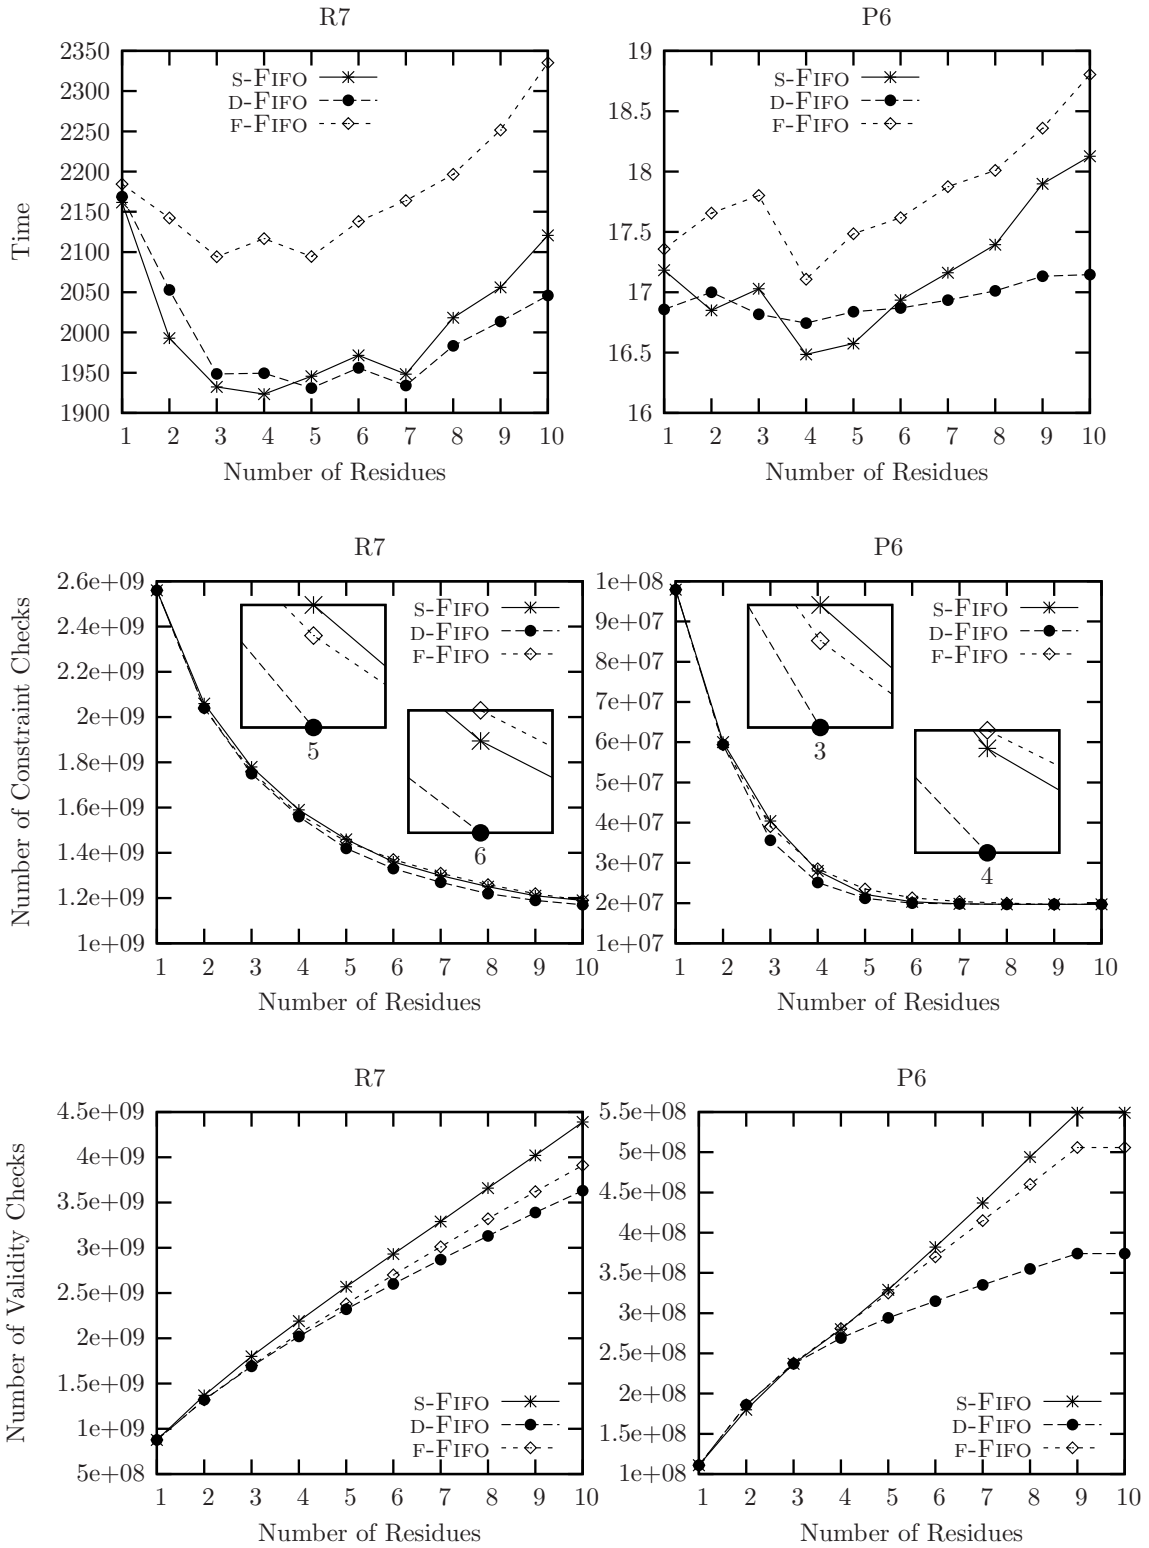 R7
2350
2300
2250
2200
2150
2100
2050
2000
1950
1900
Time
S-FIFO
D-FIFO
F-FIFO
1 2 3 4 5 6 7 8 9 10
Number of Residues
P6
19
18.5
18
17.5
17
16.5
16
S-FIFO
D-FIFO
F-FIFO
1 2 3 4 5 6 7 8 9 10
Number of Residues
R7
2.6e+09
2.4e+09
2.2e+09
2e+09
1.8e+09
1.6e+09
1.4e+09
1.2e+09
1e+09
Number of Constraint Checks
S-FIFO
D-FIFO
F-FIFO
5
6
1 2 3 4 5 6 7 8 9 10
Number of Residues
P6
1e+08
9e+07
8e+07
7e+07
6e+07
5e+07
4e+07
3e+07
2e+07
1e+07
S-FIFO
D-FIFO
F-FIFO
3
4
1 2 3 4 5 6 7 8 9 10
Number of Residues
R7
4.5e+09
4e+09
3.5e+09
3e+09
2.5e+09
2e+09
1.5e+09
1e+09
5e+08
Number of Validity Checks
S-FIFO
D-FIFO
F-FIFO
1 2 3 4 5 6 7 8 9 10
Number of Residues
P6
5.5e+08
5e+08
4.5e+08
4e+08
3.5e+08
3e+08
2.5e+08
2e+08
1.5e+08
1e+08
S-FIFO
D-FIFO
F-FIFO
1 2 3 4 5 6 7 8 9 10
Number of Residues